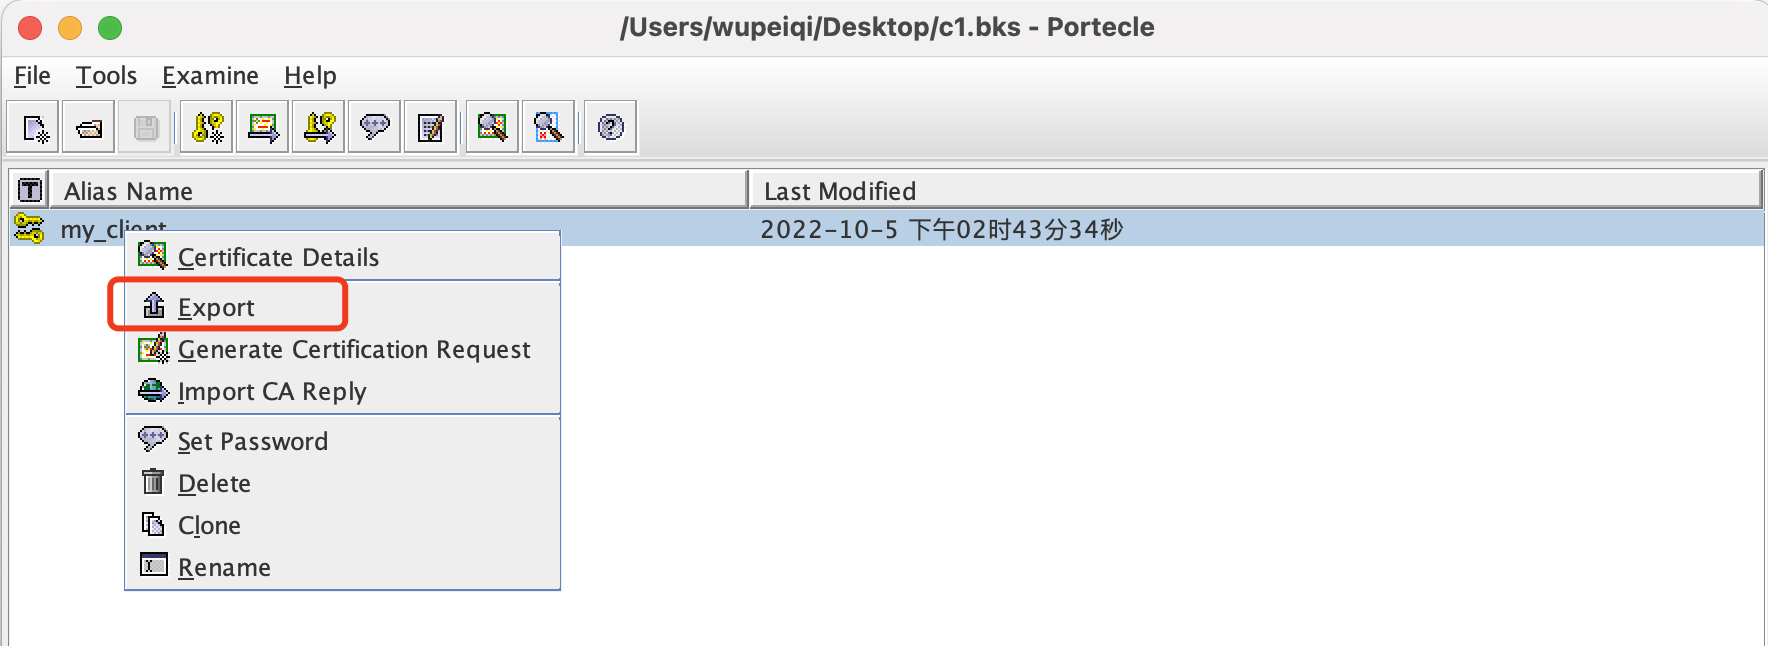 /Users/wupeiqi/Desktop/c1.bks - Portecle
File Tools Examine Help
Alias Name Last Modified
my_client 2022-10-5 下午02时43分34秒
Certificate Details
Export
Generate Certification Request
Import CA Reply
Set Password
Delete
Clone
Rename